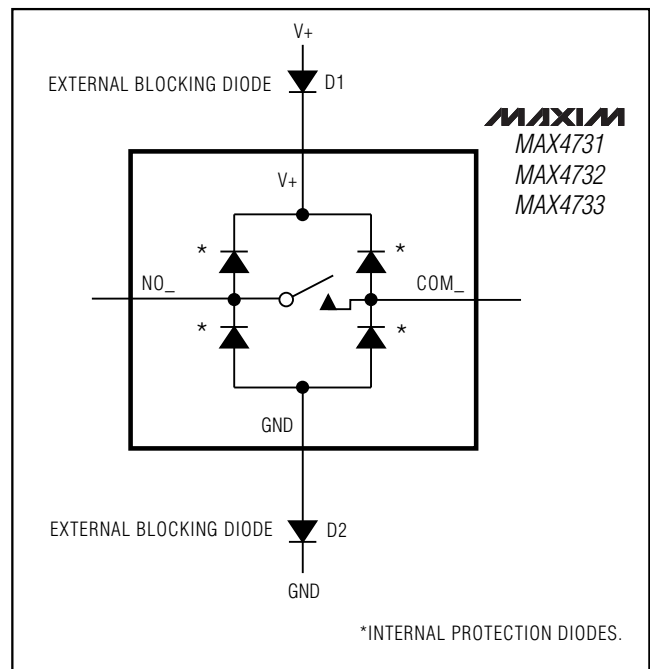 V+
EXTERNAL BLOCKING DIODE D1
MAXIM
MAX4731
MAX4732
MAX4733
V+
* *
NO_ COM_
* *
GND
EXTERNAL BLOCKING DIODE D2
GND
*INTERNAL PROTECTION DIODES.